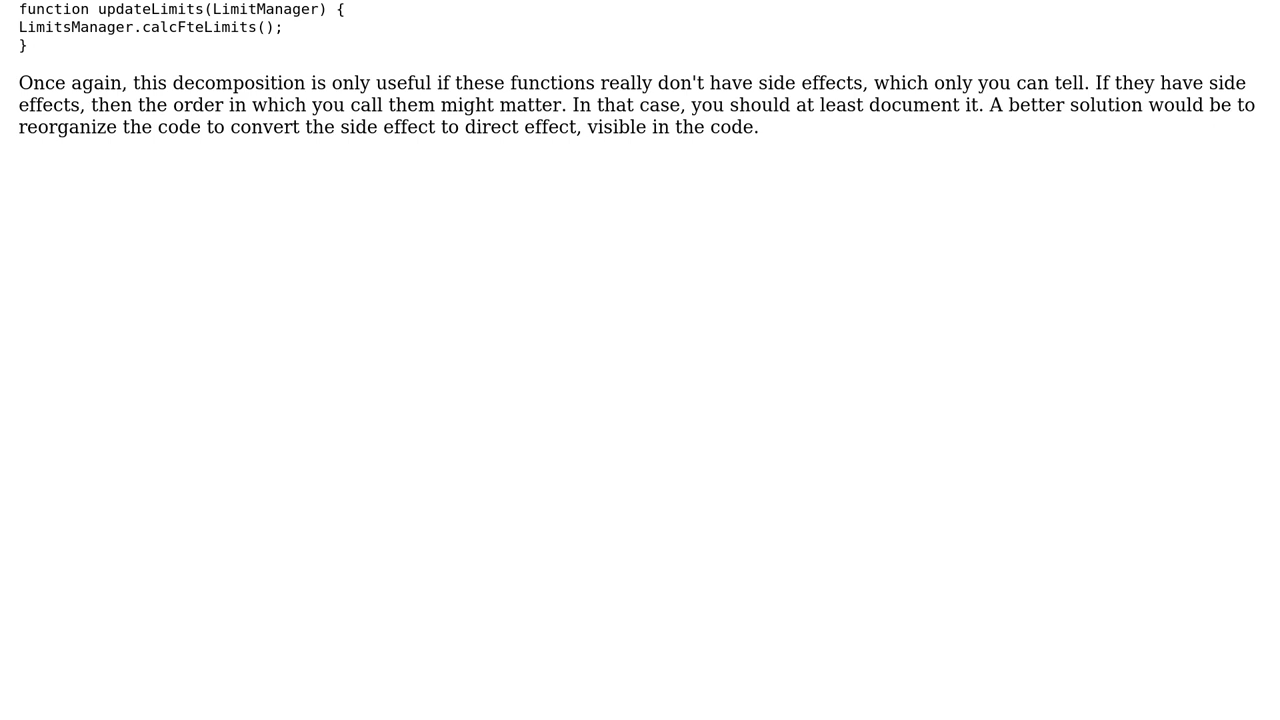 function updateLimits(LimitManager) {
LimitsManager.calcFteLimits();
}
Once again, this decomposition is only useful if these functions really don't have side effects, which only you can tell. If they have side
effects, then the order in which you call them might matter. In that case, you should at least document it. A better solution would be to
reorganize the code to convert the side effect to direct effect, visible in the code.